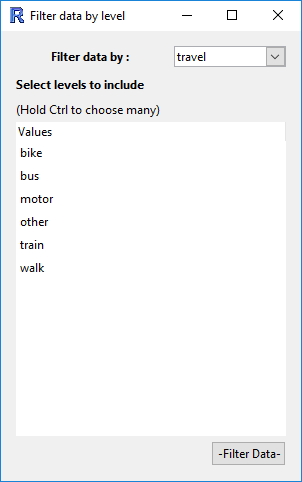 Filter data by level
Filter data by :
travel
Select levels to include
(Hold Ctrl to choose many)
Values
bike
bus
motor
other
train
walk
-Filter Data-